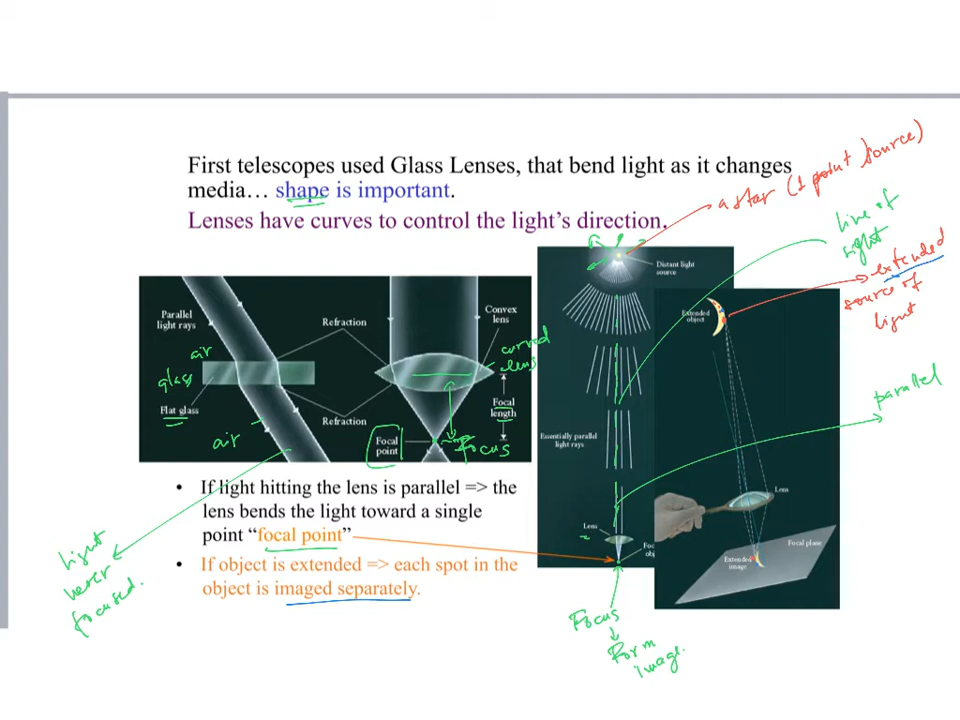 First telescopes used Glass Lenses, that bend light as it changes
media… shape is important.
Lenses have curves to control the light's direction.
a star (1 point source)
line of
sight
extended
source of
light
parallel
Distant light
source
Essentially parallel
light rays
Lens
Foc
obj
Extended
object
Lens
Focal plane
Extended
image
Parallel
light rays
air
glass
Flat glass
air
Refraction
Refraction
Convex
lens
curved
lens
Focal
length
Focal
point
Focus
• If light hitting the lens is parallel => the
lens bends the light toward a single
point "focal point"
• If object is extended => each spot in the
object is imaged separately.
light
never
focused.
Focus
Form
image.